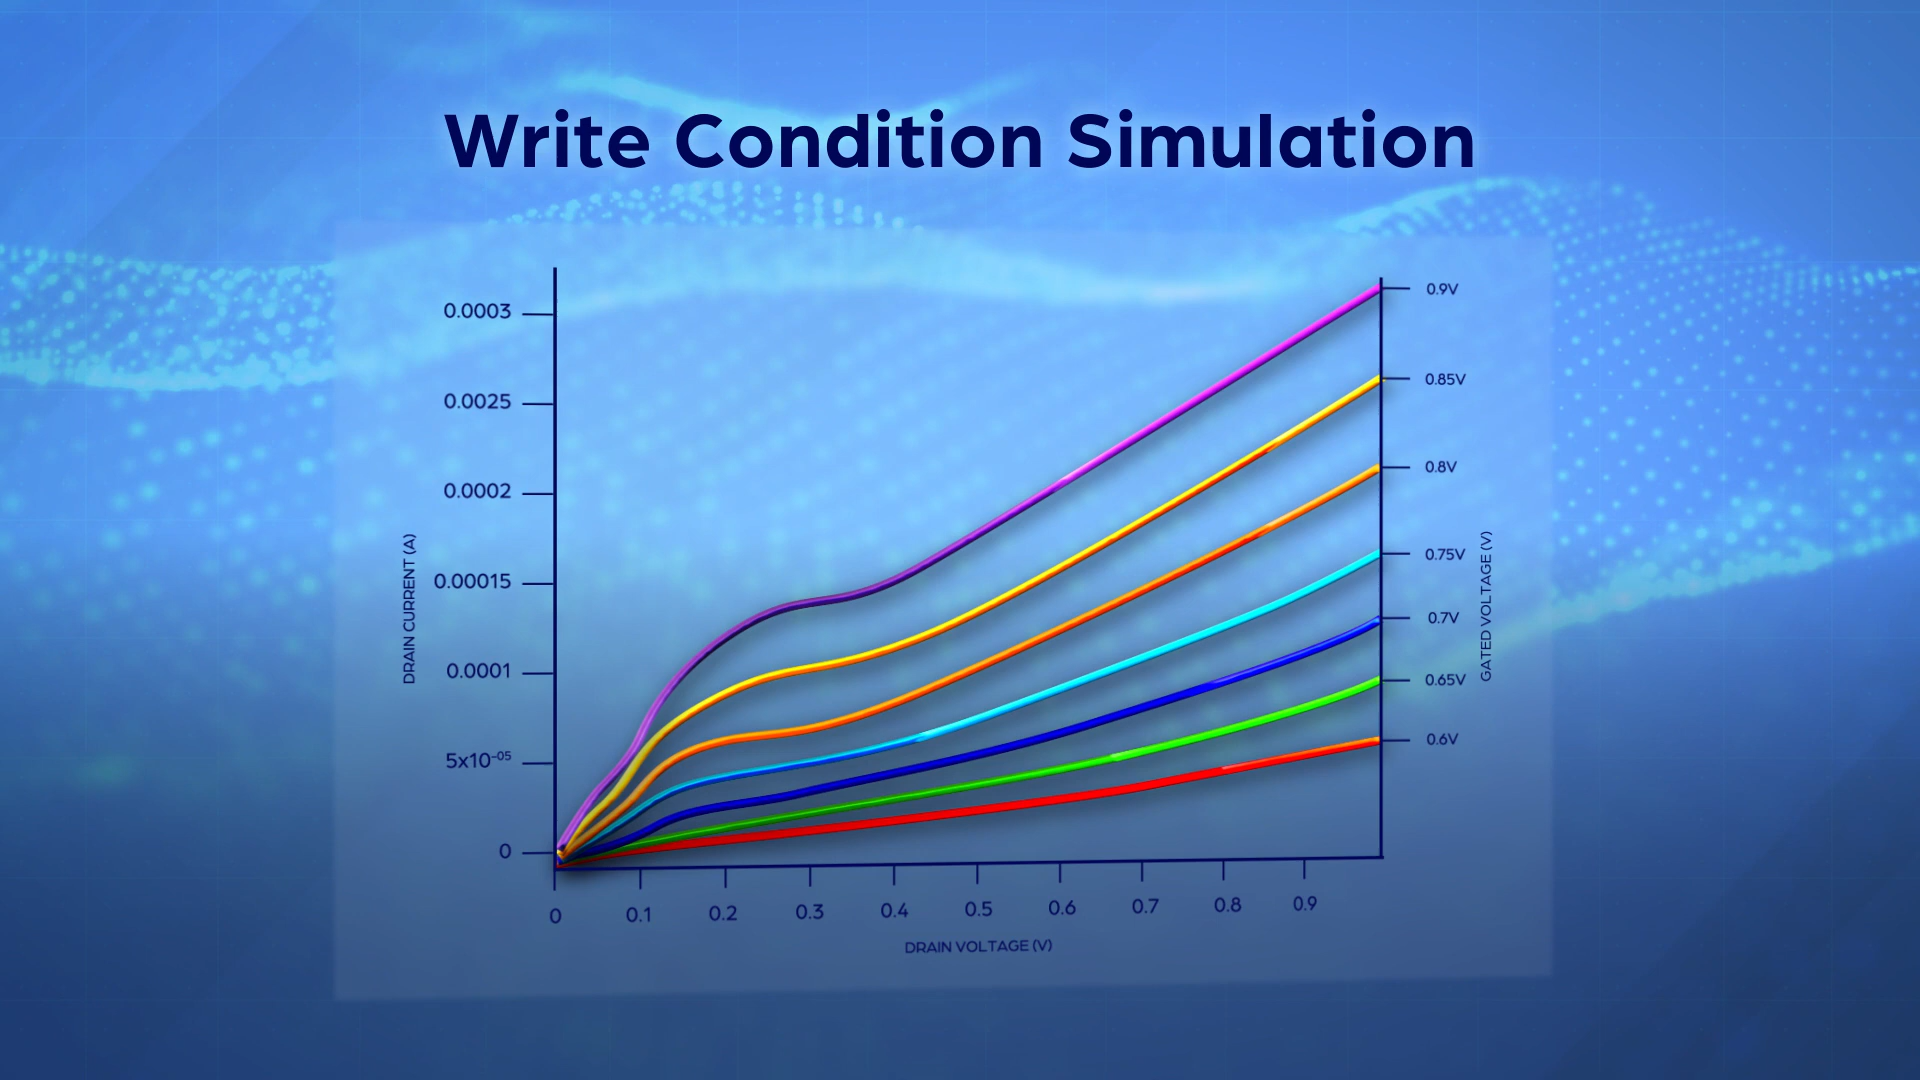 Write Condition Simulation
0.0003
0.0025
0.0002
0.00015
0.0001
5x10⁻⁰⁵
0
DRAIN CURRENT (A)
0.9V
0.85V
0.8V
0.75V
0.7V
0.65V
0.6V
GATED VOLTAGE (V)
0 0.1 0.2 0.3 0.4 0.5 0.6 0.7 0.8 0.9
DRAIN VOLTAGE (V)